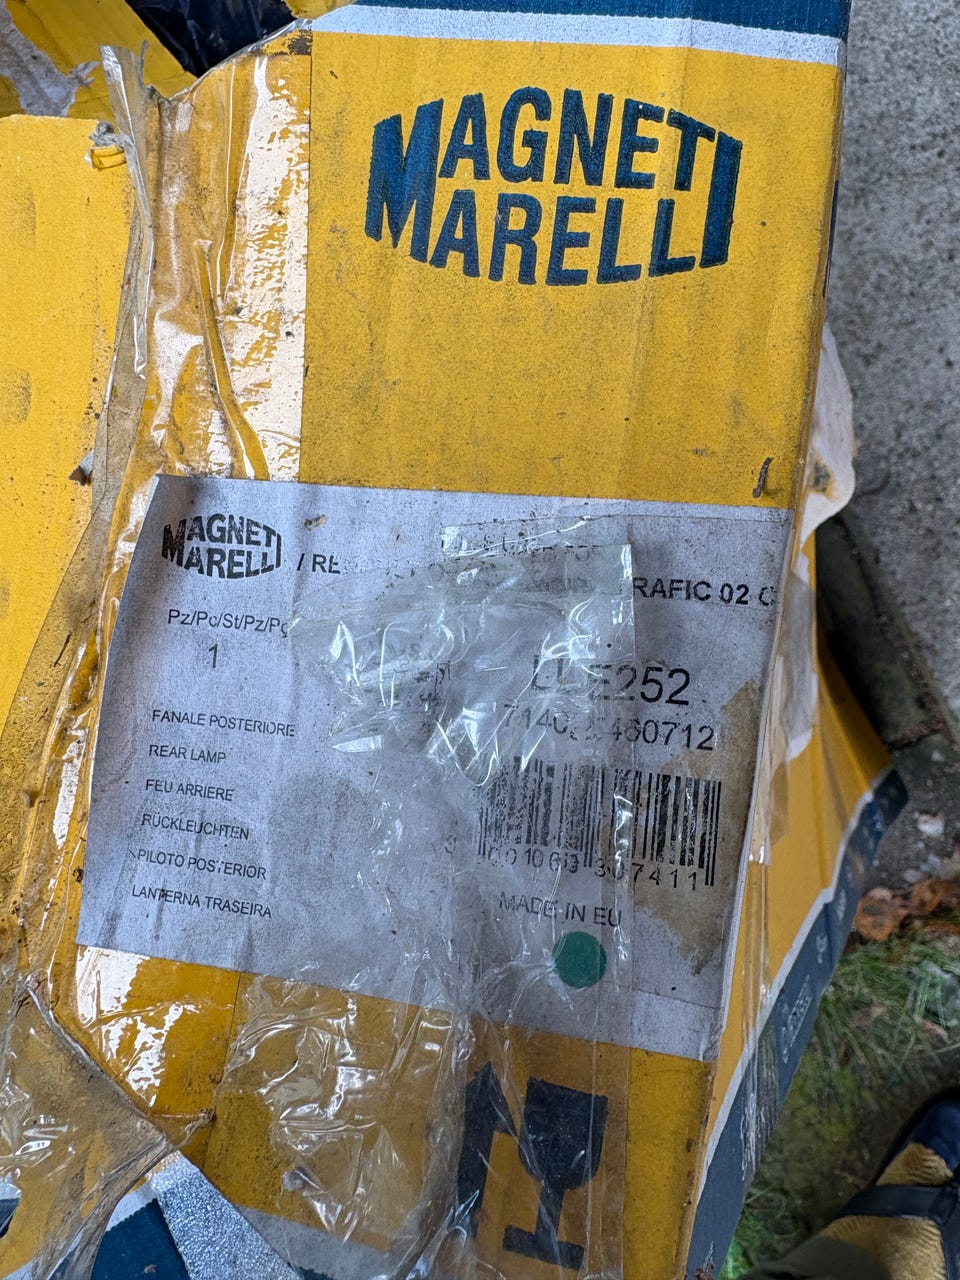 MAGNETI
MARELLI
MAGNETI
MARELLI
RAFIC 02
Pz/Pc/St/Pz/Pç
1
FANALE POSTERIORE
REAR LAMP
FEU ARRIERE
RÜCKLEUCHTEN
PILOTO POSTERIOR
LANTERNA TRASEIRA
MADE IN EU